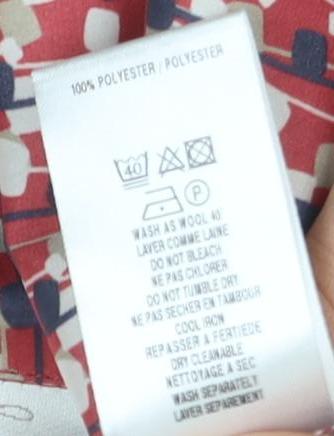 100% POLYESTER / POLYESTER
40
P
WASH AS WOOL 40
LAVER COMME LAINE
DO NOT BLEACH
NE PAS CHLORER
DO NOT TUMBLE DRY
NE PAS SECHER EN TAMBOUR
COOL IRON
REPASSER A FERTIEDE
DRY CLEANABLE
NETTOYAGE A SEC
WASH SEPARATELY
LAVER SEPAREMENT